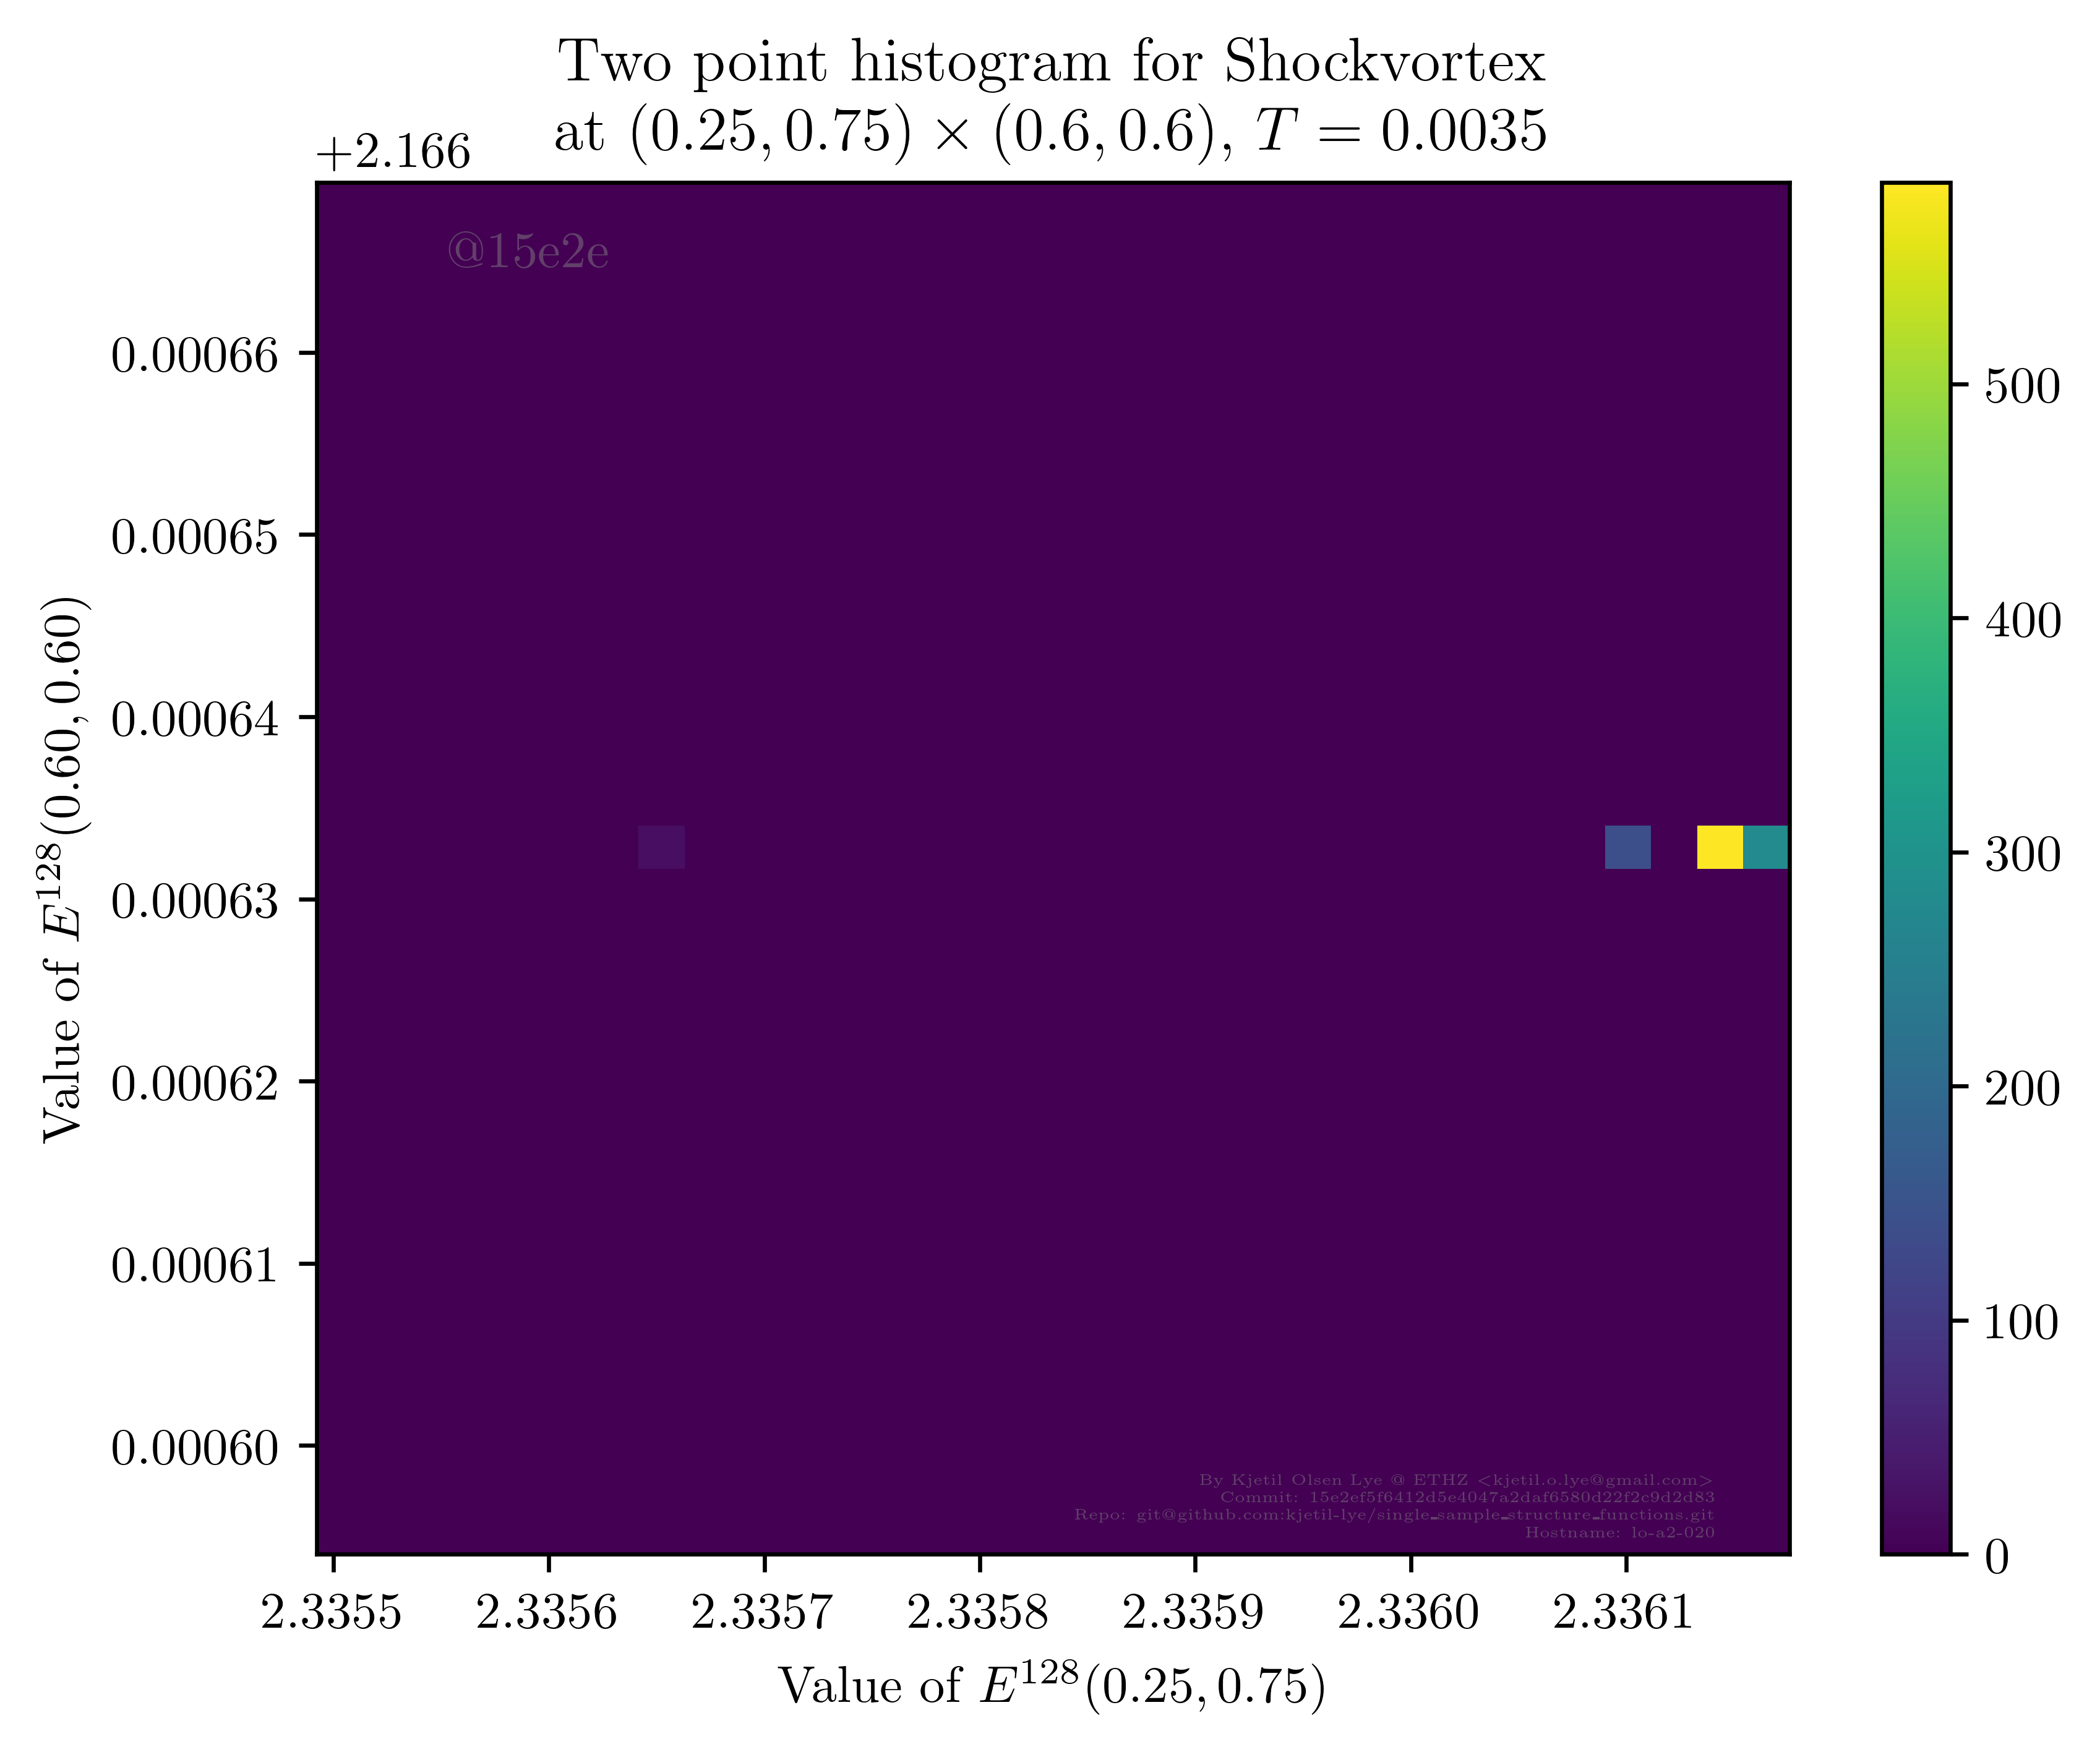 Two point histogram for Shockvortex
at (0.25, 0.75) × (0.6, 0.6), T = 0.0035
+2.166
@15e2e
0.00066
0.00065
0.00064
0.00063
0.00062
0.00061
0.00060
Value of E^128(0.60, 0.60)
2.3355 2.3356 2.3357 2.3358 2.3359 2.3360 2.3361
Value of E^128(0.25, 0.75)
500
400
300
200
100
0
By Kjetil Olsen Lye @ ETHZ <kjetil.o.lye@gmail.com>
Commit: 15e2ef5f6412d5e4047a2daf6580d22f2c9d2d83
Repo: git@github.com:kjetil-lye/single_sample_structure_functions.git
Hostname: lo-a2-020